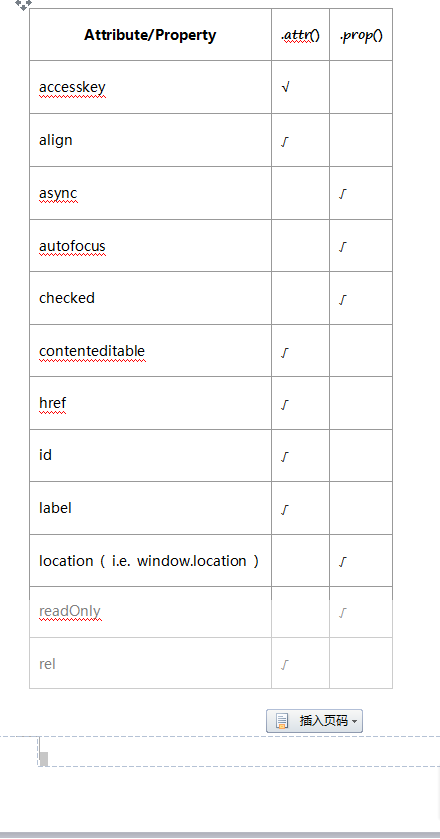 Attribute/Property .attr() .prop()
accesskey √
align √
async √
autofocus √
checked √
contenteditable √
href √
id √
label √
location ( i.e. window.location ) √
readOnly √
rel √
插入页码